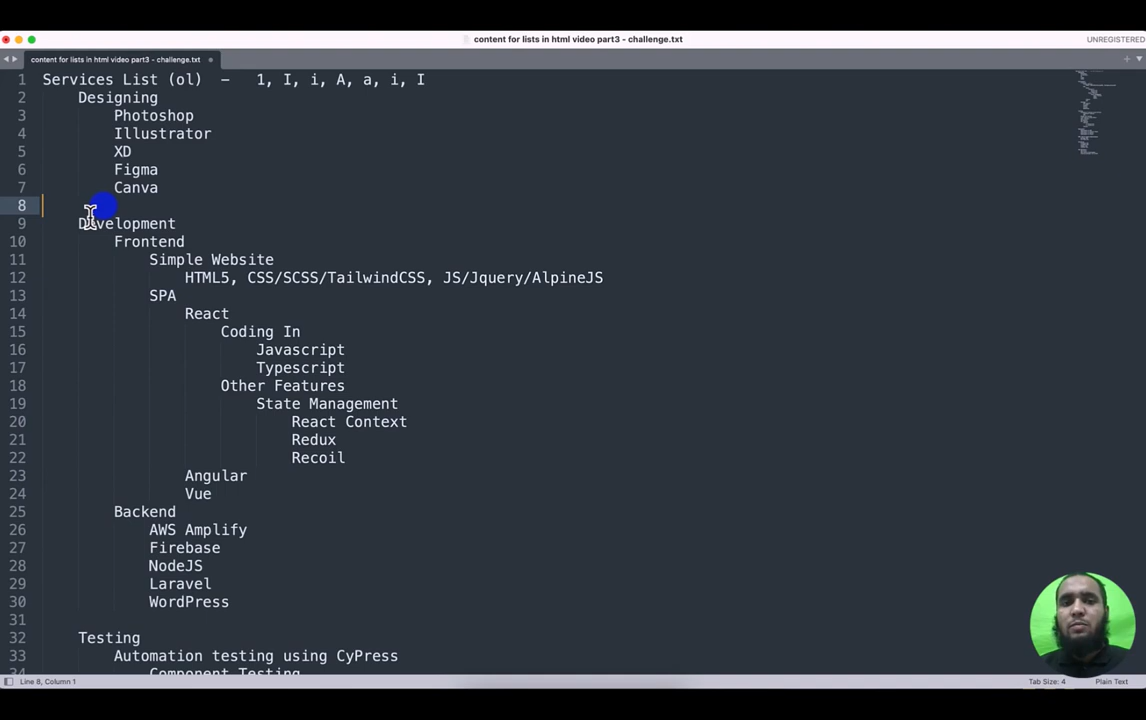 content for lists in html video part3 - challenge.txt
UNREGISTERED
content for lists in html video part3 - challenge.txt
1 Services List (ol) - 1, I, i, A, a, i, I
2 Designing
3 Photoshop
4 Illustrator
5 XD
6 Figma
7 Canva
8
9 Development
10 Frontend
11 Simple Website
12 HTML5, CSS/SCSS/TailwindCSS, JS/Jquery/AlpineJS
13 SPA
14 React
15 Coding In
16 Javascript
17 Typescript
18 Other Features
19 State Management
20 React Context
21 Redux
22 Recoil
23 Angular
24 Vue
25 Backend
26 AWS Amplify
27 Firebase
28 NodeJS
29 Laravel
30 WordPress
31
32 Testing
33 Automation testing using CyPress
34 Component Testing
Line 8, Column 1
Tab Size: 4
Plain Text